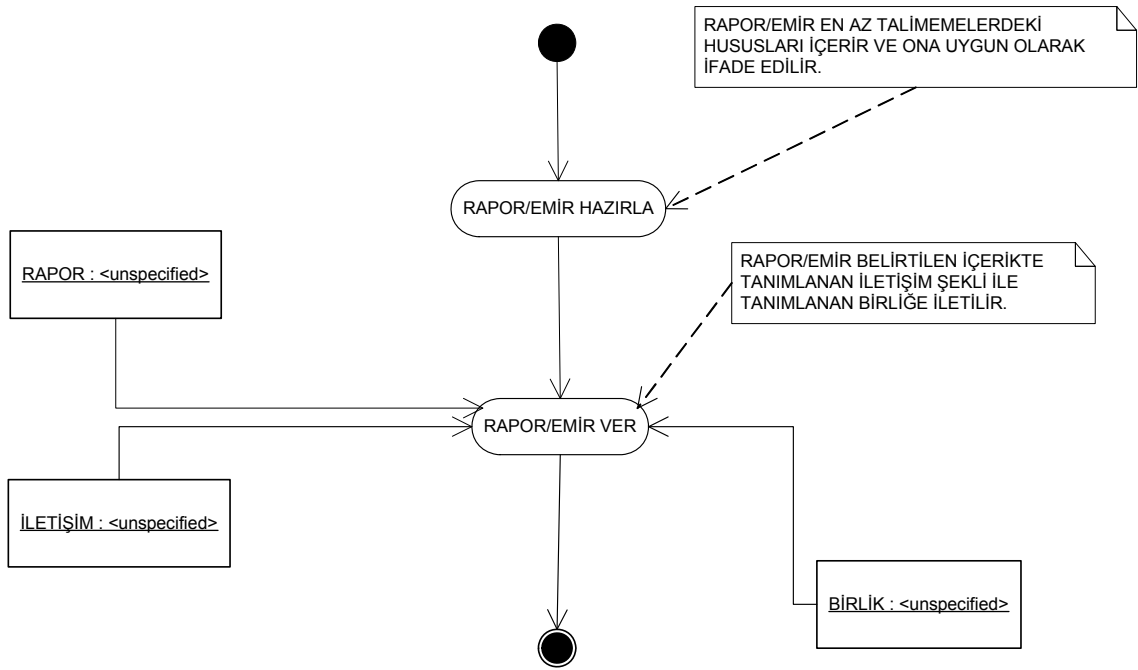 RAPOR/EMİR EN AZ TALİMEMELERDEKİ
HUSUSLARI İÇERİR VE ONA UYGUN OLARAK
İFADE EDİLİR.
RAPOR/EMİR HAZIRLA
RAPOR : <unspecified>
RAPOR/EMİR BELİRTİLEN İÇERİKTE
TANIMLANAN İLETİŞİM ŞEKLİ İLE
TANIMLANAN BİRLİĞE İLETİLİR.
RAPOR/EMİR VER
İLETİŞİM : <unspecified>
BİRLİK : <unspecified>